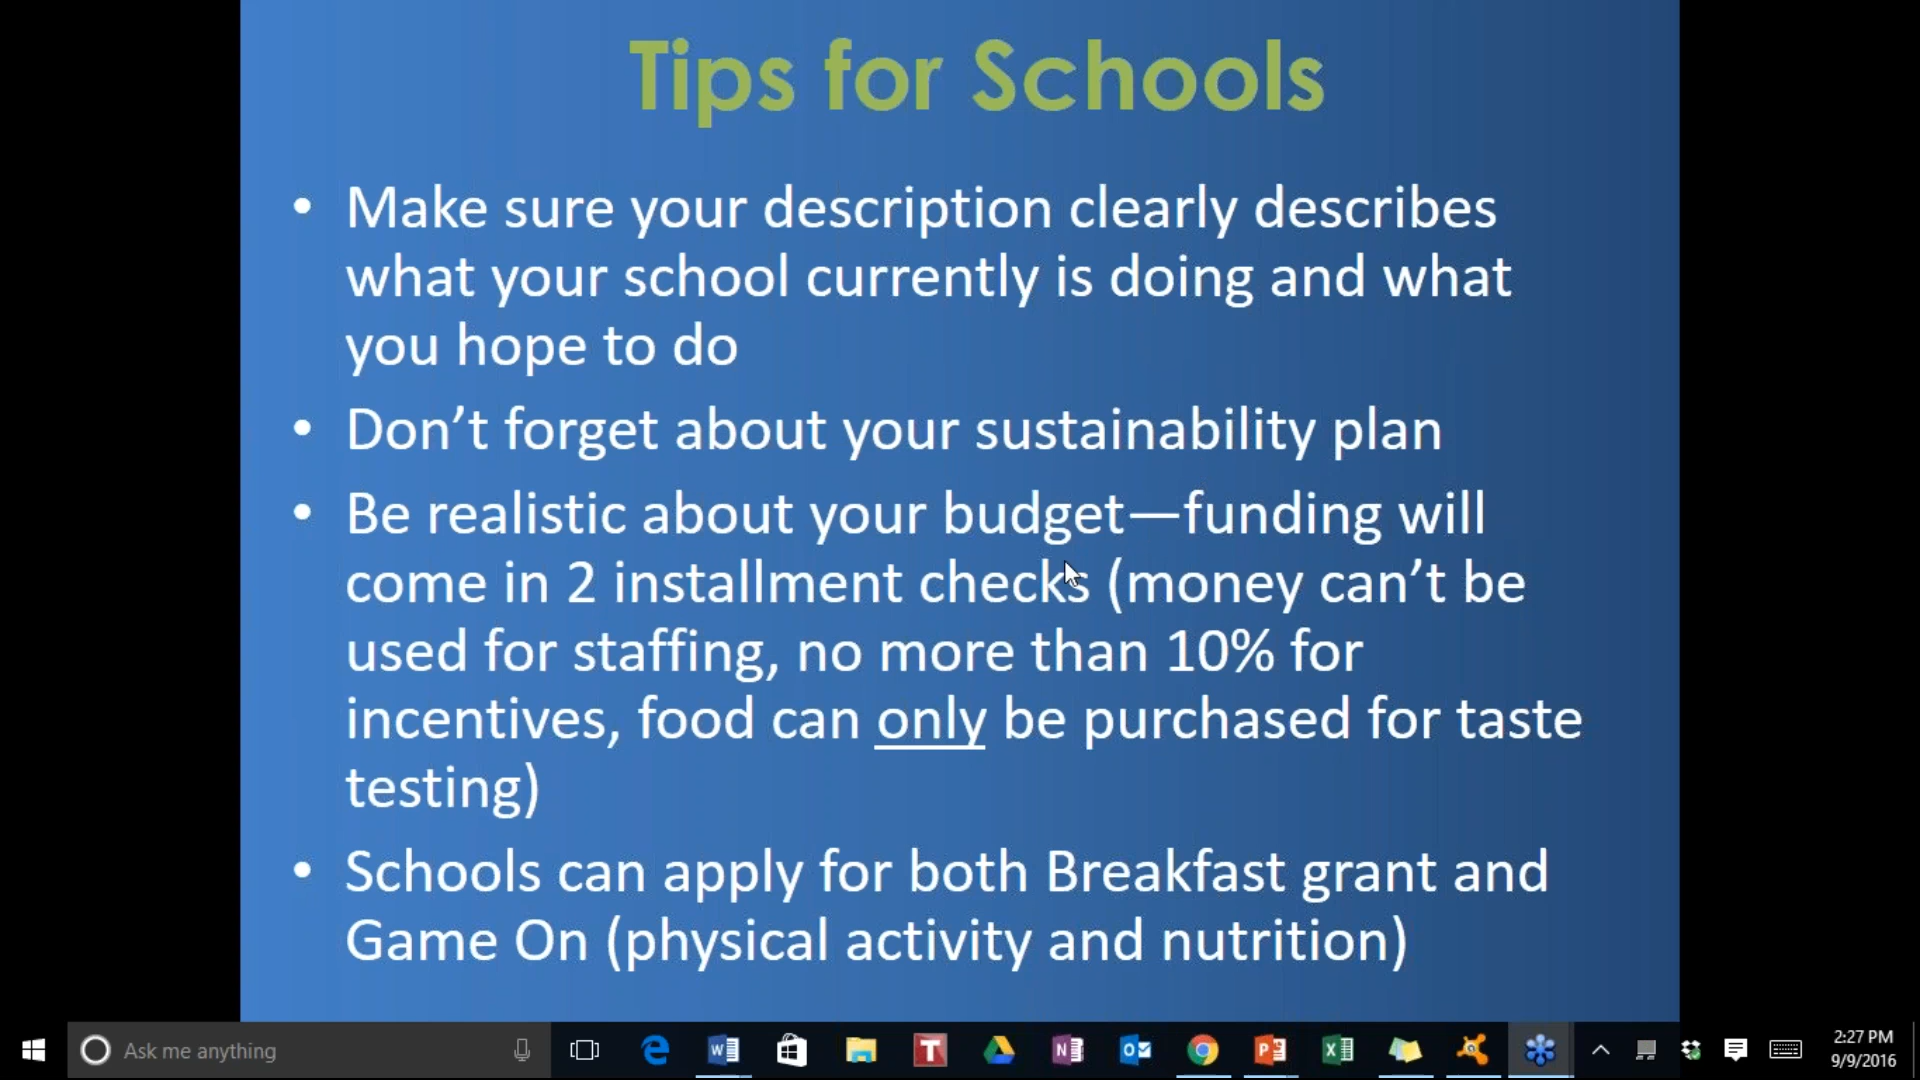 Tips for Schools
• Make sure your description clearly describes
what your school currently is doing and what
you hope to do
• Don’t forget about your sustainability plan
• Be realistic about your budget—funding will
come in 2 installment checks (money can’t be
used for staffing, no more than 10% for
incentives, food can only be purchased for taste
testing)
• Schools can apply for both Breakfast grant and
Game On (physical activity and nutrition)
Ask me anything
2:27 PM
9/9/2016